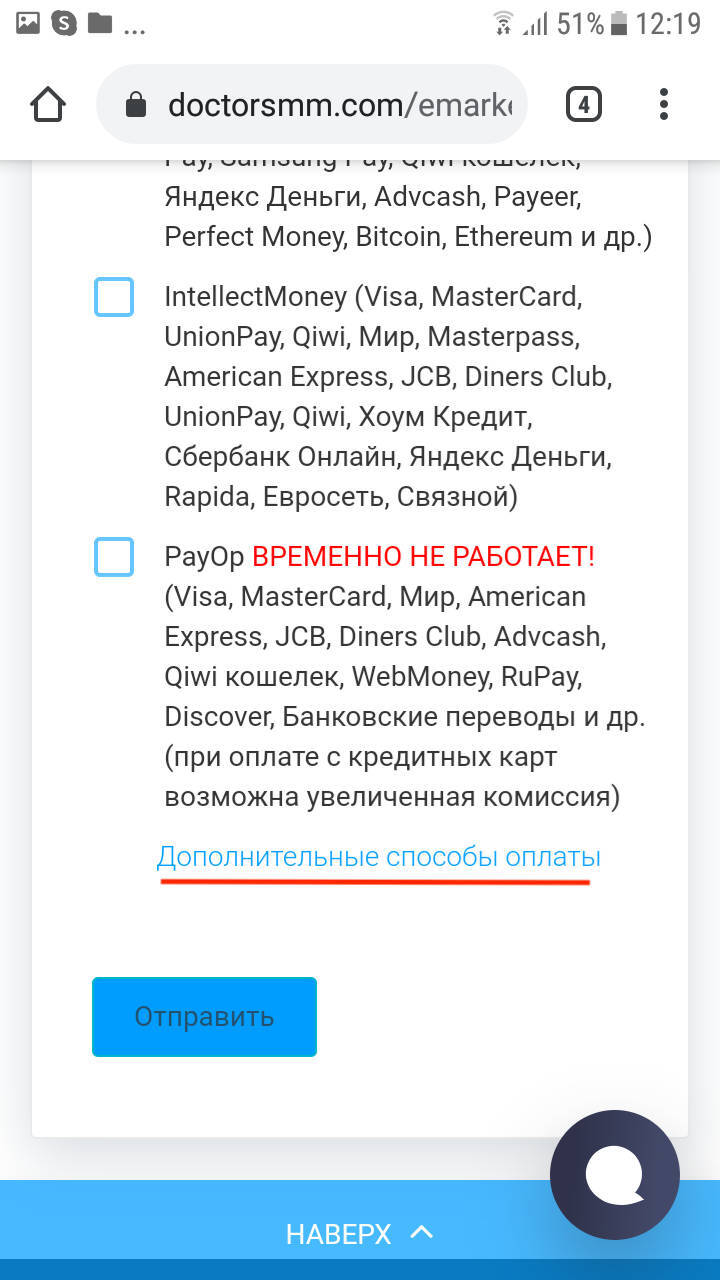 ... 51% 12:19
doctorsmm.com/emark
4
Pay, Samsung Pay, Qiwi кошелек,
Яндекс Деньги, Advcash, Payeer,
Perfect Money, Bitcoin, Ethereum и др.)
IntellectMoney (Visa, MasterCard,
UnionPay, Qiwi, Мир, Masterpass,
American Express, JCB, Diners Club,
UnionPay, Qiwi, Хоум Кредит,
Сбербанк Онлайн, Яндекс Деньги,
Rapida, Евросеть, Связной)
PayOp ВРЕМЕННО НЕ РАБОТАЕТ!
(Visa, MasterCard, Мир, American
Express, JCB, Diners Club, Advcash,
Qiwi кошелек, WebMoney, RuPay,
Discover, Банковские переводы и др.
(при оплате с кредитных карт
возможна увеличенная комиссия)
Дополнительные способы оплаты
Отправить
НАВЕРХ